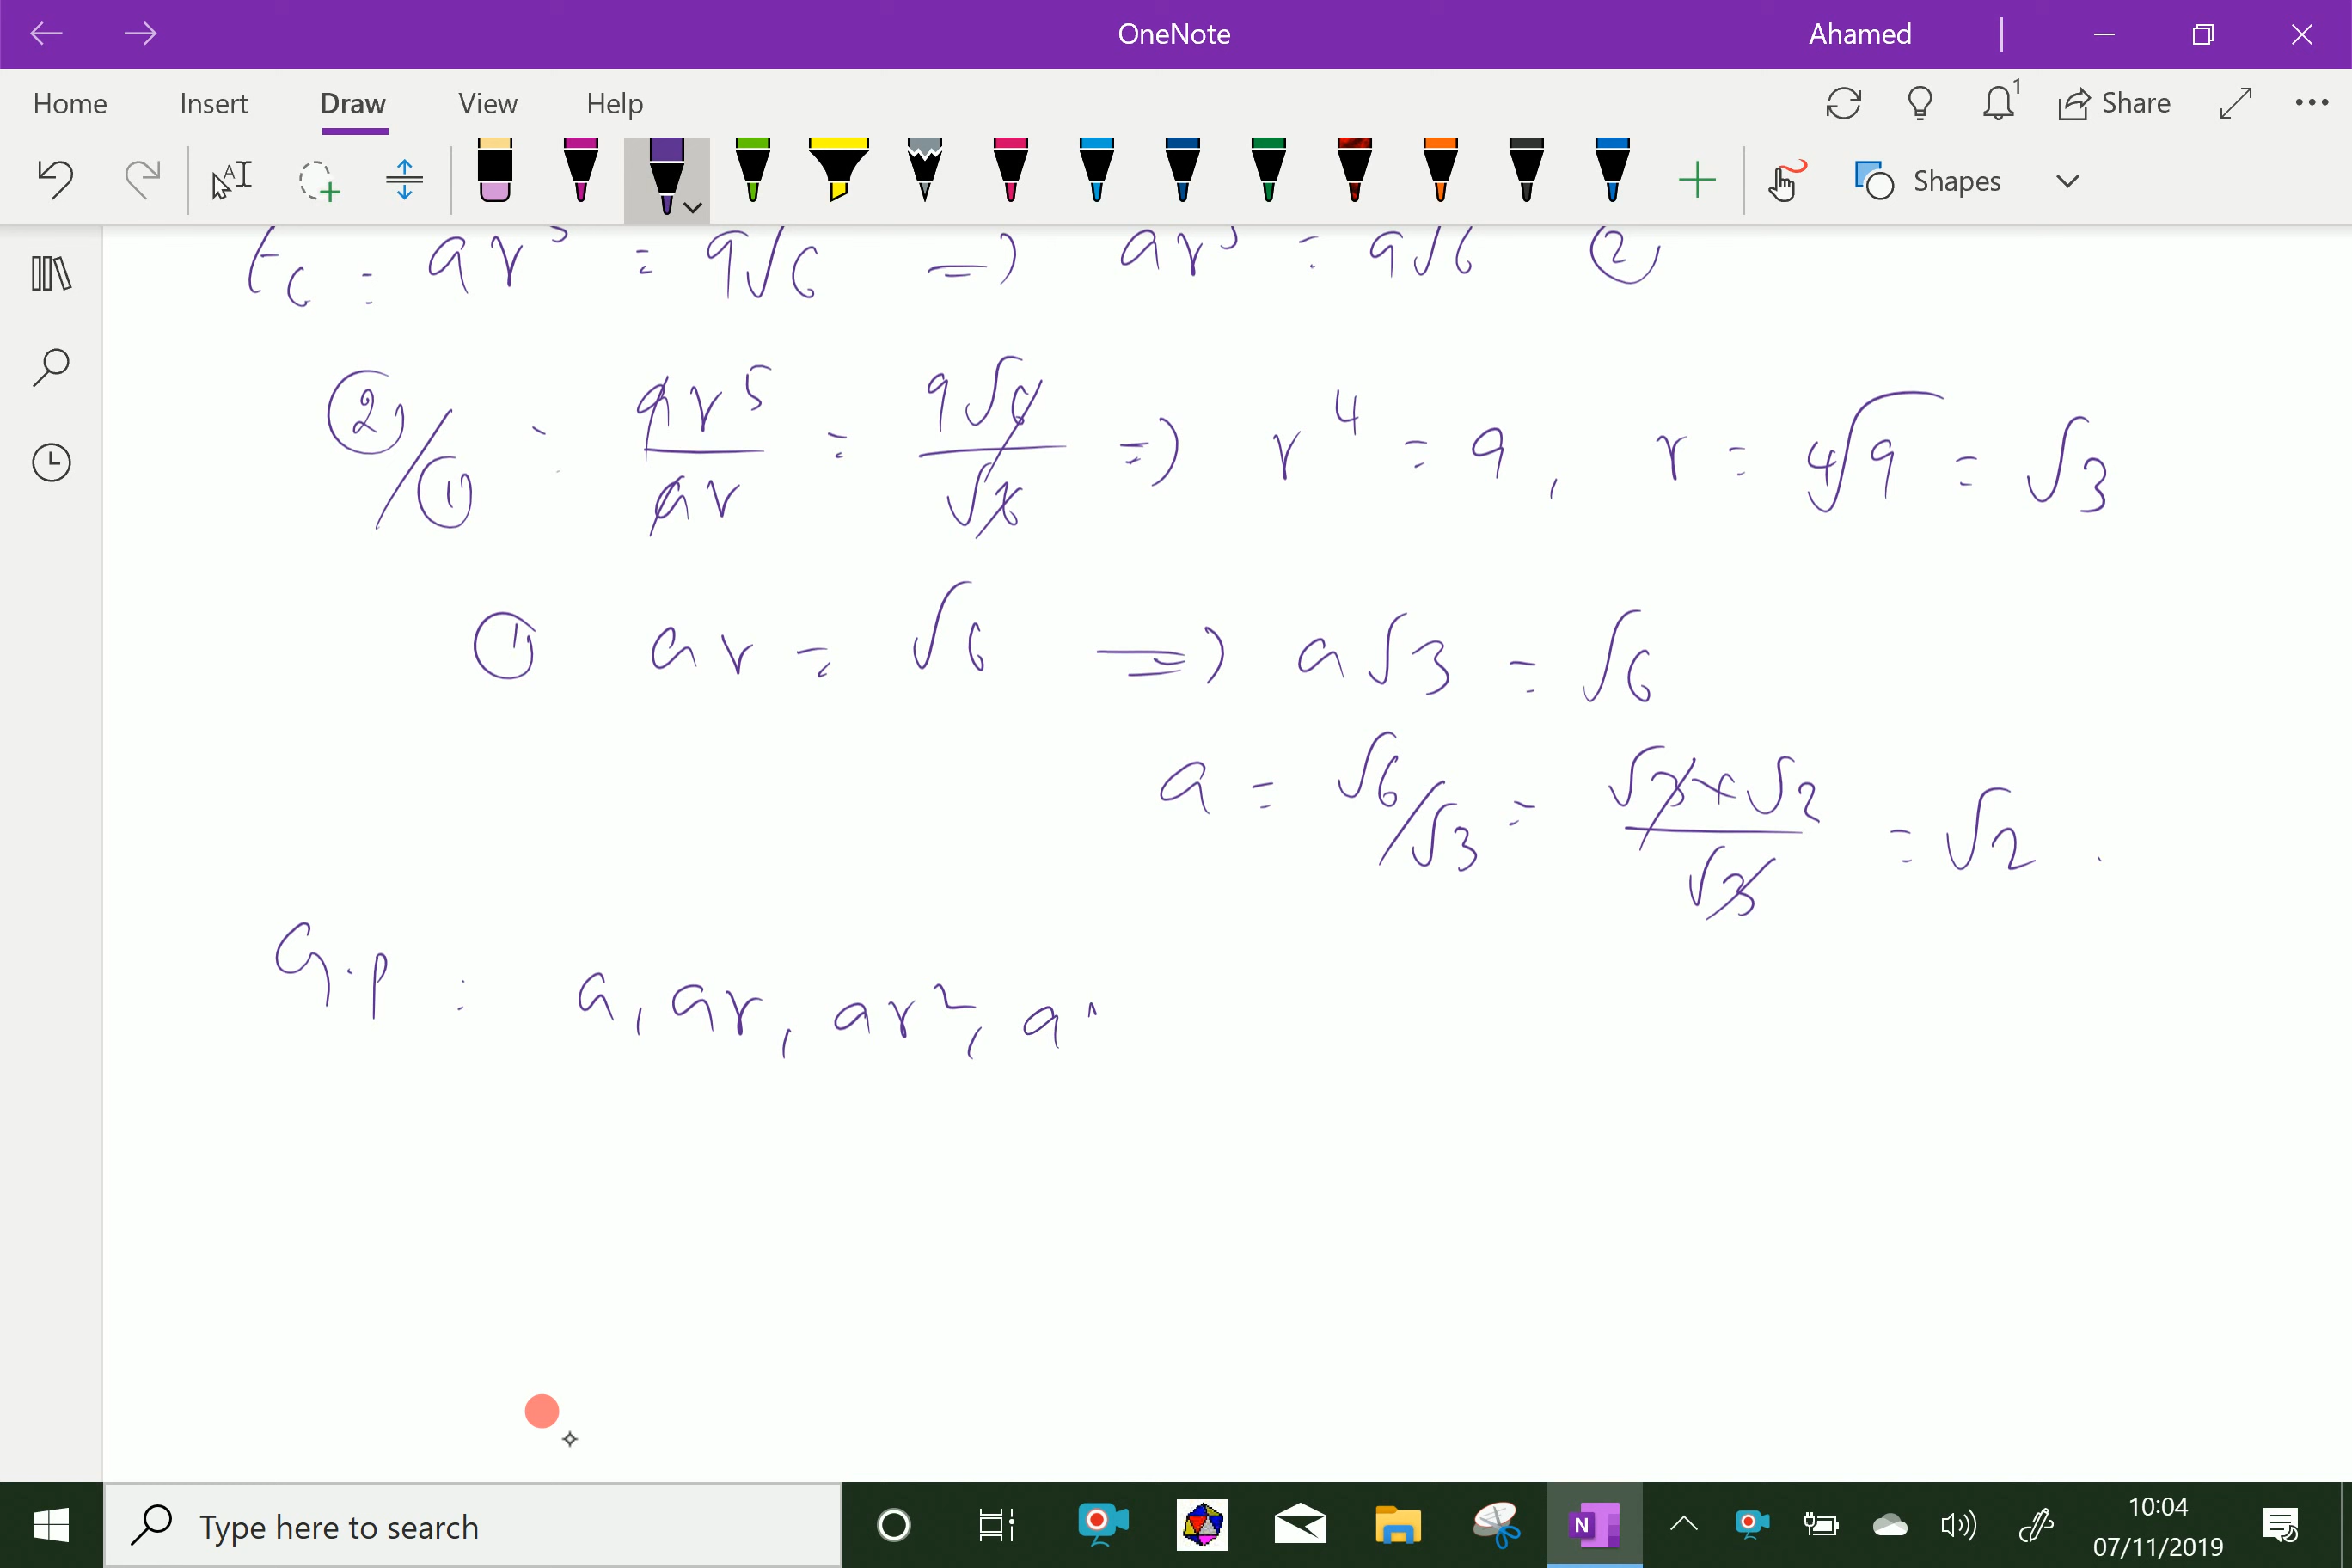 OneNote
Ahamed
Home Insert Draw View Help
1
Share
Shapes
t₆ = ar⁵ = 9√6 ⇒ ar⁵ = 9√6 ②
②/① = ar⁵/ar = 9√6/√6 ⇒ r⁴ = 9, r = ⁴√9 = √3
① ar = √6 ⇒ a√3 = √6
a = √6/√3 = √3×√2/√3 = √2 .
G.P : a, ar, ar², a
Type here to search
N
10:04
07/11/2019